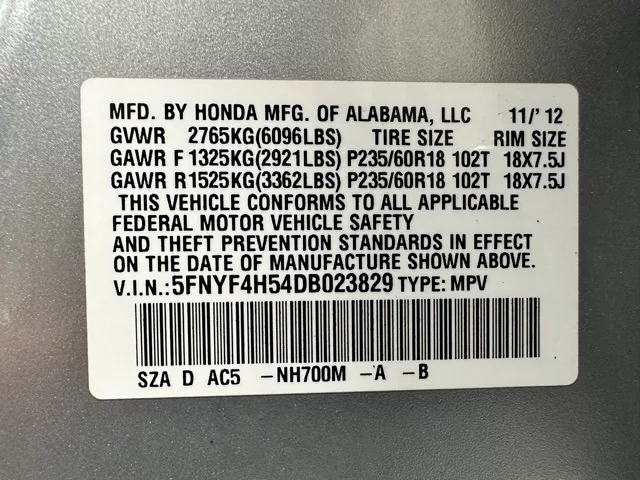 MFD. BY HONDA MFG. OF ALABAMA, LLC 11/'12
GVWR 2765KG(6096LBS) TIRE SIZE RIM SIZE
GAWR F 1325KG(2921LBS) P235/60R18 102T 18X7.5J
GAWR R 1525KG(3362LBS) P235/60R18 102T 18X7.5J
THIS VEHICLE CONFORMS TO ALL APPLICABLE
FEDERAL MOTOR VEHICLE SAFETY
AND THEFT PREVENTION STANDARDS IN EFFECT
ON THE DATE OF MANUFACTURE SHOWN ABOVE.
V.I.N.:5FNYF4H54DB023829 TYPE: MPV
SZA D AC5 -NH700M -A -B